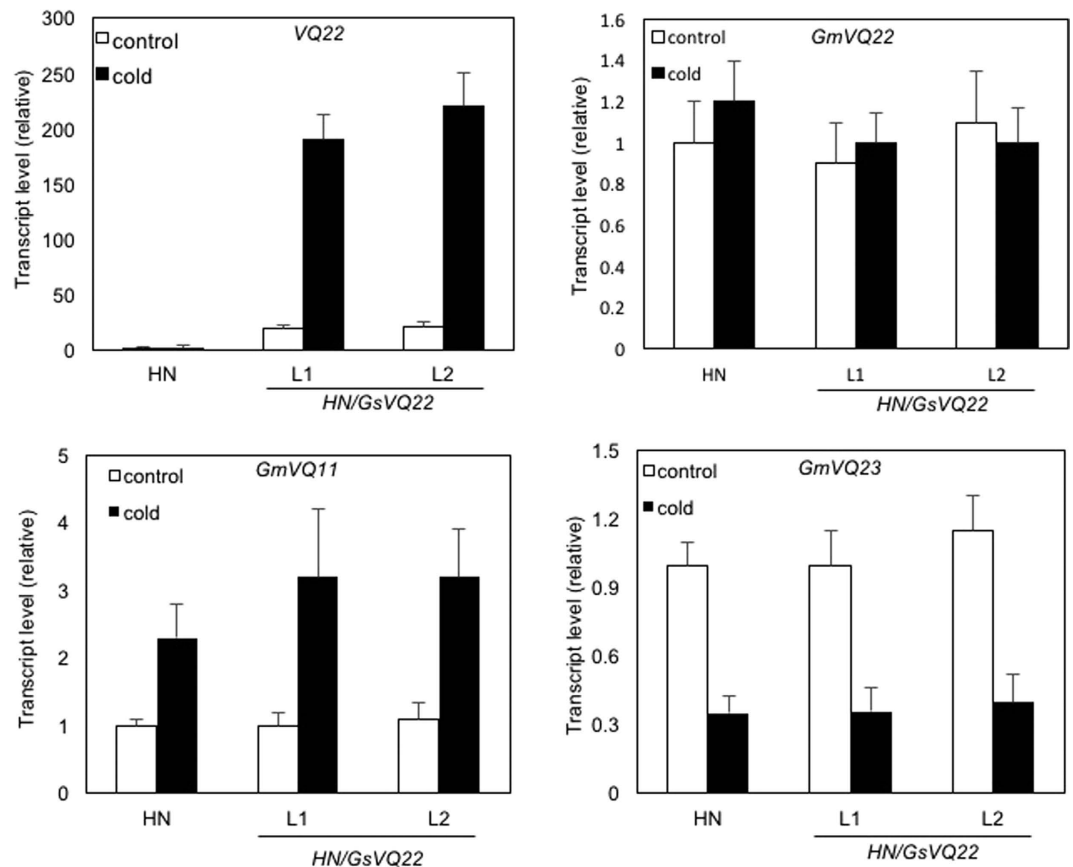 VQ22
control
cold
Transcript level (relative)
300
250
200
150
100
50
0
HN L1 L2
HN/GsVQ22
GmVQ22
control
cold
Transcript level (relative)
1.6
1.4
1.2
1
0.8
0.6
0.4
0.2
0
HN L1 L2
HN/GsVQ22
GmVQ11
control
cold
Transcript level (relative)
5
4
3
2
1
0
HN L1 L2
HN/GsVQ22
GmVQ23
control
cold
Transcript level (relative)
1.5
1.2
0.9
0.6
0.3
0
HN L1 L2
HN/GsVQ22